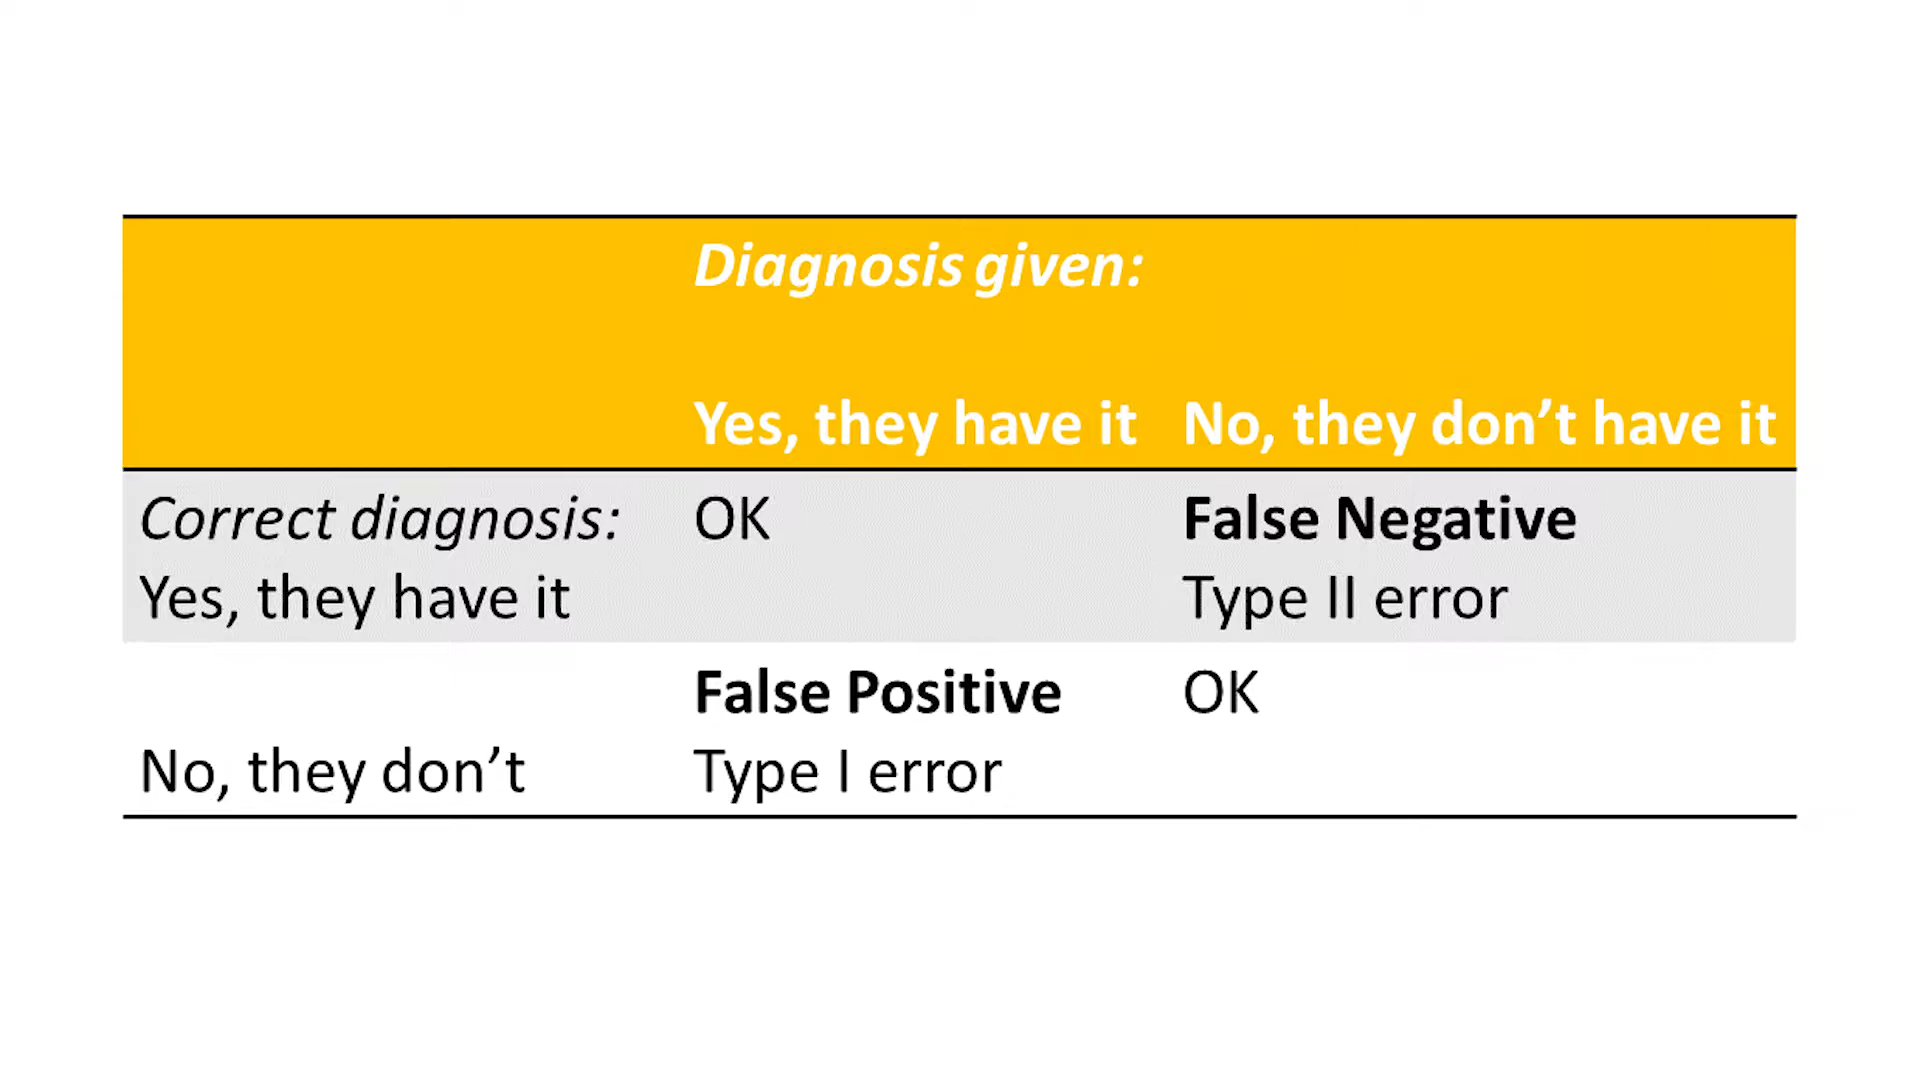 Diagnosis given:
Yes, they have it No, they don’t have it
Correct diagnosis: OK False Negative
Yes, they have it Type II error
False Positive OK
No, they don’t Type I error